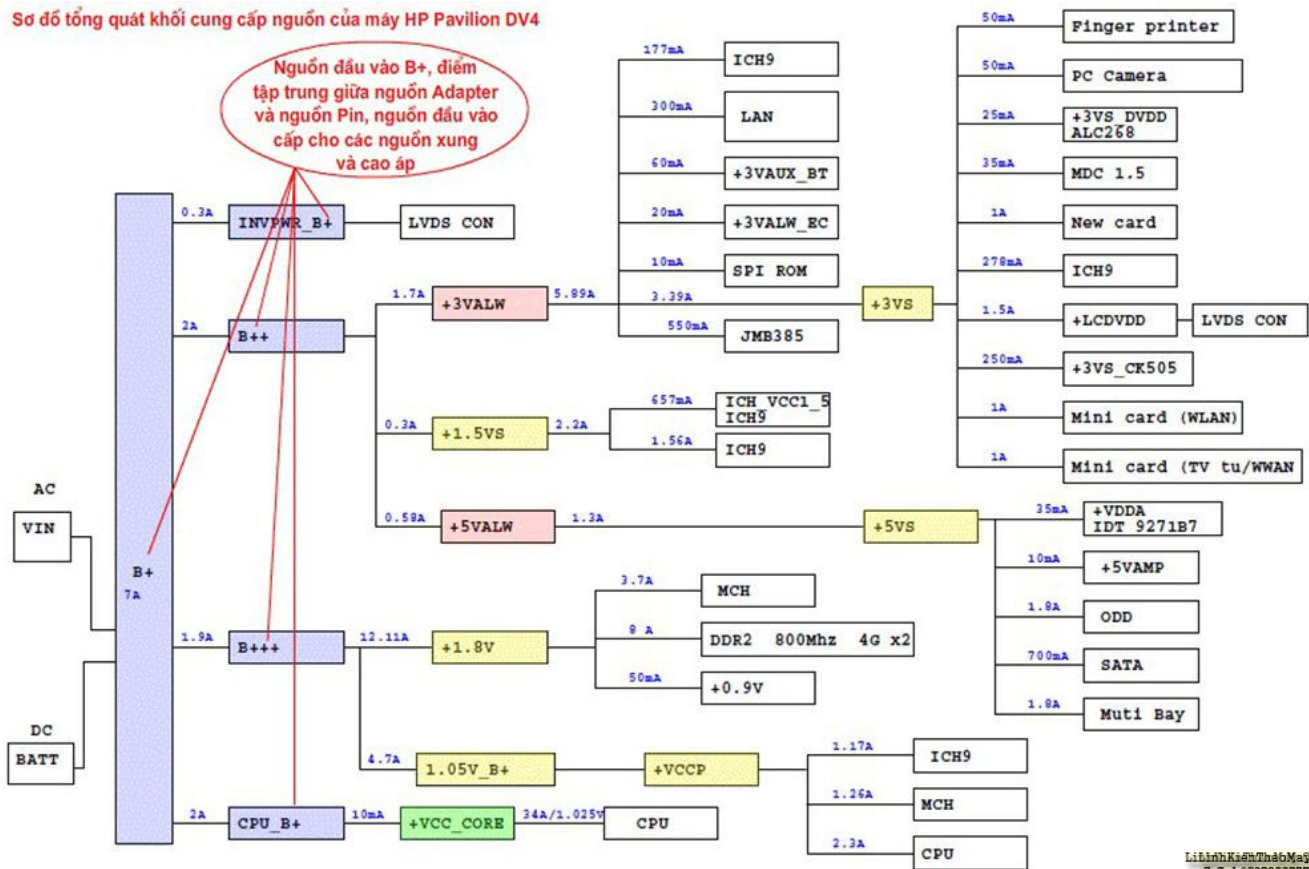 Sơ đồ tổng quát khối cung cấp nguồn của máy HP Pavilion DV4
Nguồn đầu vào B+, điểm
tập trung giữa nguồn Adapter
và nguồn Pin, nguồn đầu vào
cấp cho các nguồn xung
và cao áp
AC
VIN
DC
BATT
B+
7A
0.3A
INVPWR_B+
LVDS CON
2A
B++
1.7A
+3VALW
5.89A
177mA
ICH9
300mA
LAN
60mA
+3VAUX_BT
20mA
+3VALW_EC
10mA
SPI ROM
3.39A
550mA
JMB385
+3VS
50mA
Finger printer
50mA
PC Camera
25mA
+3VS_DVDD
ALC268
35mA
MDC 1.5
1A
New card
278mA
ICH9
1.5A
+LCDVDD
LVDS CON
250mA
+3VS_CK505
1A
Mini card (WLAN)
1A
Mini card (TV tu/WWAN
0.3A
+1.5VS
2.2A
657mA
ICH_VCC1_5
ICH9
1.56A
ICH9
0.58A
+5VALW
1.3A
+5VS
35mA
+VDDA
IDT 9271B7
10mA
+5VAMP
1.8A
ODD
700mA
SATA
1.8A
Muti Bay
1.9A
B+++
12.11A
+1.8V
3.7A
MCH
8 A
DDR2 800Mhz 4G x2
50mA
+0.9V
4.7A
1.05V_B+
+VCCP
1.17A
ICH9
1.26A
MCH
2.3A
CPU
2A
CPU_B+
10mA
+VCC_CORE
34A/1.025V
CPU